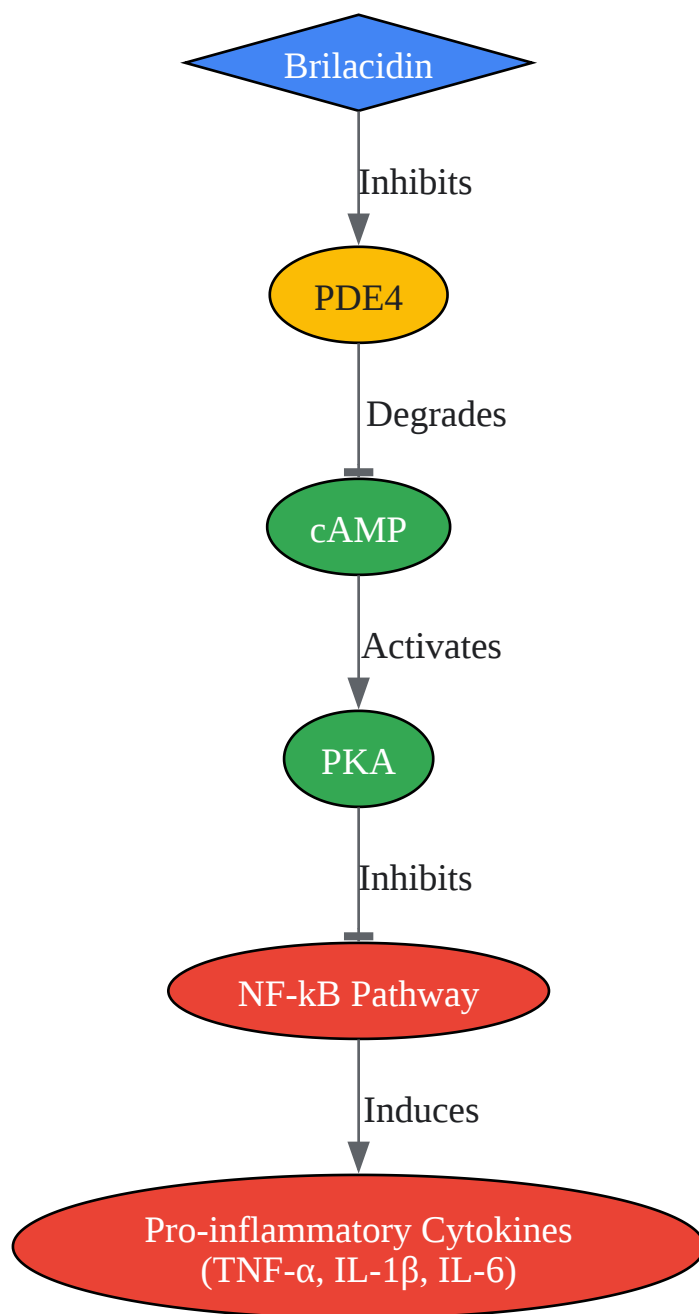 Brilacidin
Inhibits
PDE4
Degrades
cAMP
Activates
PKA
Inhibits
NF-kB Pathway
Induces
Pro-inflammatory Cytokines
(TNF-α, IL-1β, IL-6)